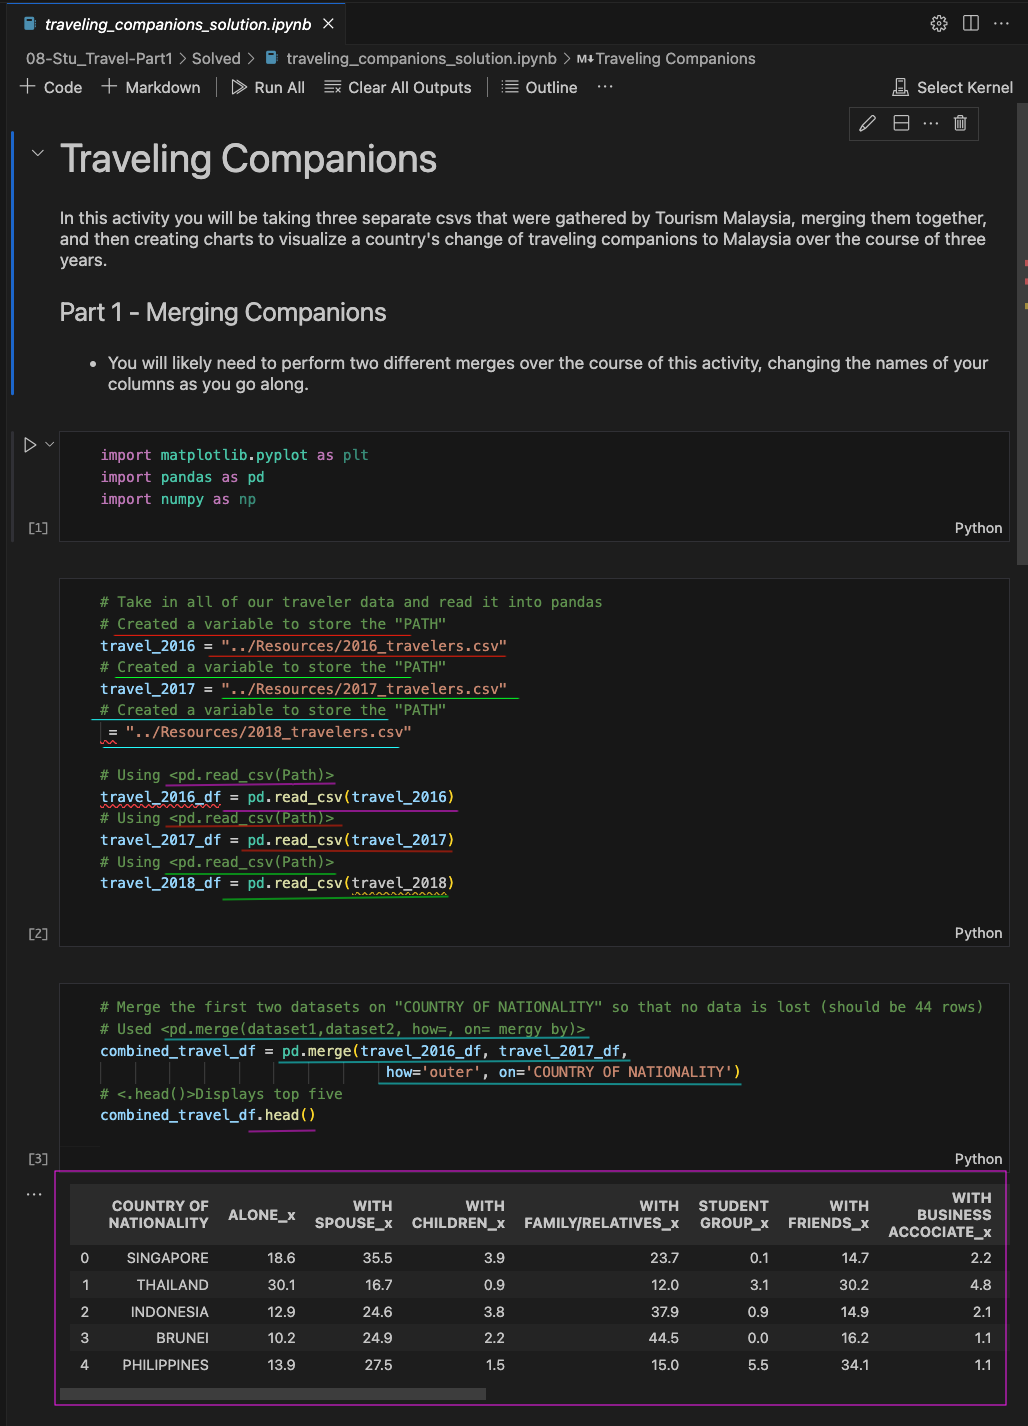 traveling_companions_solution.ipynb
08-Stu_Travel-Part1 > Solved > traveling_companions_solution.ipynb > M↓Traveling Companions
+ Code + Markdown Run All Clear All Outputs Outline ··· Select Kernel
Traveling Companions
In this activity you will be taking three separate csvs that were gathered by Tourism Malaysia, merging them together,
and then creating charts to visualize a country's change of traveling companions to Malaysia over the course of three
years.
Part 1 - Merging Companions
• You will likely need to perform two different merges over the course of this activity, changing the names of your
columns as you go along.
import matplotlib.pyplot as plt
import pandas as pd
import numpy as np
[1] Python
# Take in all of our traveler data and read it into pandas
# Created a variable to store the "PATH"
travel_2016 = "../Resources/2016_travelers.csv"
# Created a variable to store the "PATH"
travel_2017 = "../Resources/2017_travelers.csv"
# Created a variable to store the "PATH"
= "../Resources/2018_travelers.csv"
# Using <pd.read_csv(Path)>
travel_2016_df = pd.read_csv(travel_2016)
# Using <pd.read_csv(Path)>
travel_2017_df = pd.read_csv(travel_2017)
# Using <pd.read_csv(Path)>
travel_2018_df = pd.read_csv(travel_2018)
[2] Python
# Merge the first two datasets on "COUNTRY OF NATIONALITY" so that no data is lost (should be 44 rows)
# Used <pd.merge(dataset1,dataset2, how=, on= mergy by)>
combined_travel_df = pd.merge(travel_2016_df, travel_2017_df,
how='outer', on='COUNTRY OF NATIONALITY')
# <.head()>Displays top five
combined_travel_df.head()
[3] Python
COUNTRY OF NATIONALITY ALONE_x WITH SPOUSE_x WITH CHILDREN_x WITH FAMILY/RELATIVES_x STUDENT GROUP_x WITH FRIENDS_x WITH BUSINESS ACCOCIATE_x
0 SINGAPORE 18.6 35.5 3.9 23.7 0.1 14.7 2.2
1 THAILAND 30.1 16.7 0.9 12.0 3.1 30.2 4.8
2 INDONESIA 12.9 24.6 3.8 37.9 0.9 14.9 2.1
3 BRUNEI 10.2 24.9 2.2 44.5 0.0 16.2 1.1
4 PHILIPPINES 13.9 27.5 1.5 15.0 5.5 34.1 1.1